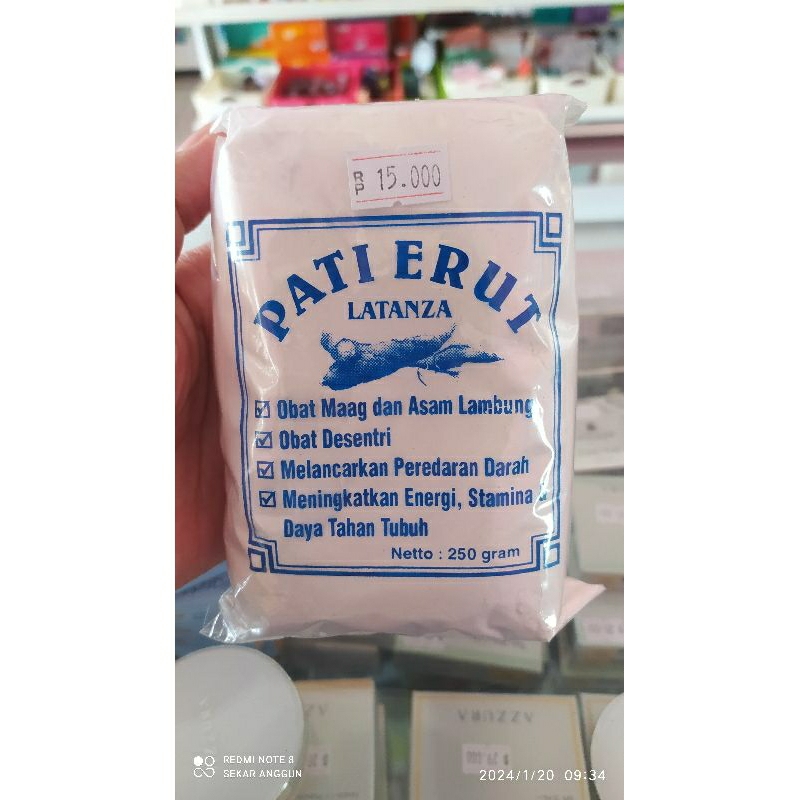 RP 15.000
PATI ERUT
LATANZA
☑ Obat Maag dan Asam Lambung
☑ Obat Desentri
☑ Melancarkan Peredaran Darah
☑ Meningkatkan Energi, Stamina &
Daya Tahan Tubuh
Netto : 250 gram
AZZURA
REDMI NOTE 8
SEKAR ANGGUN
2024/1/20 09:34